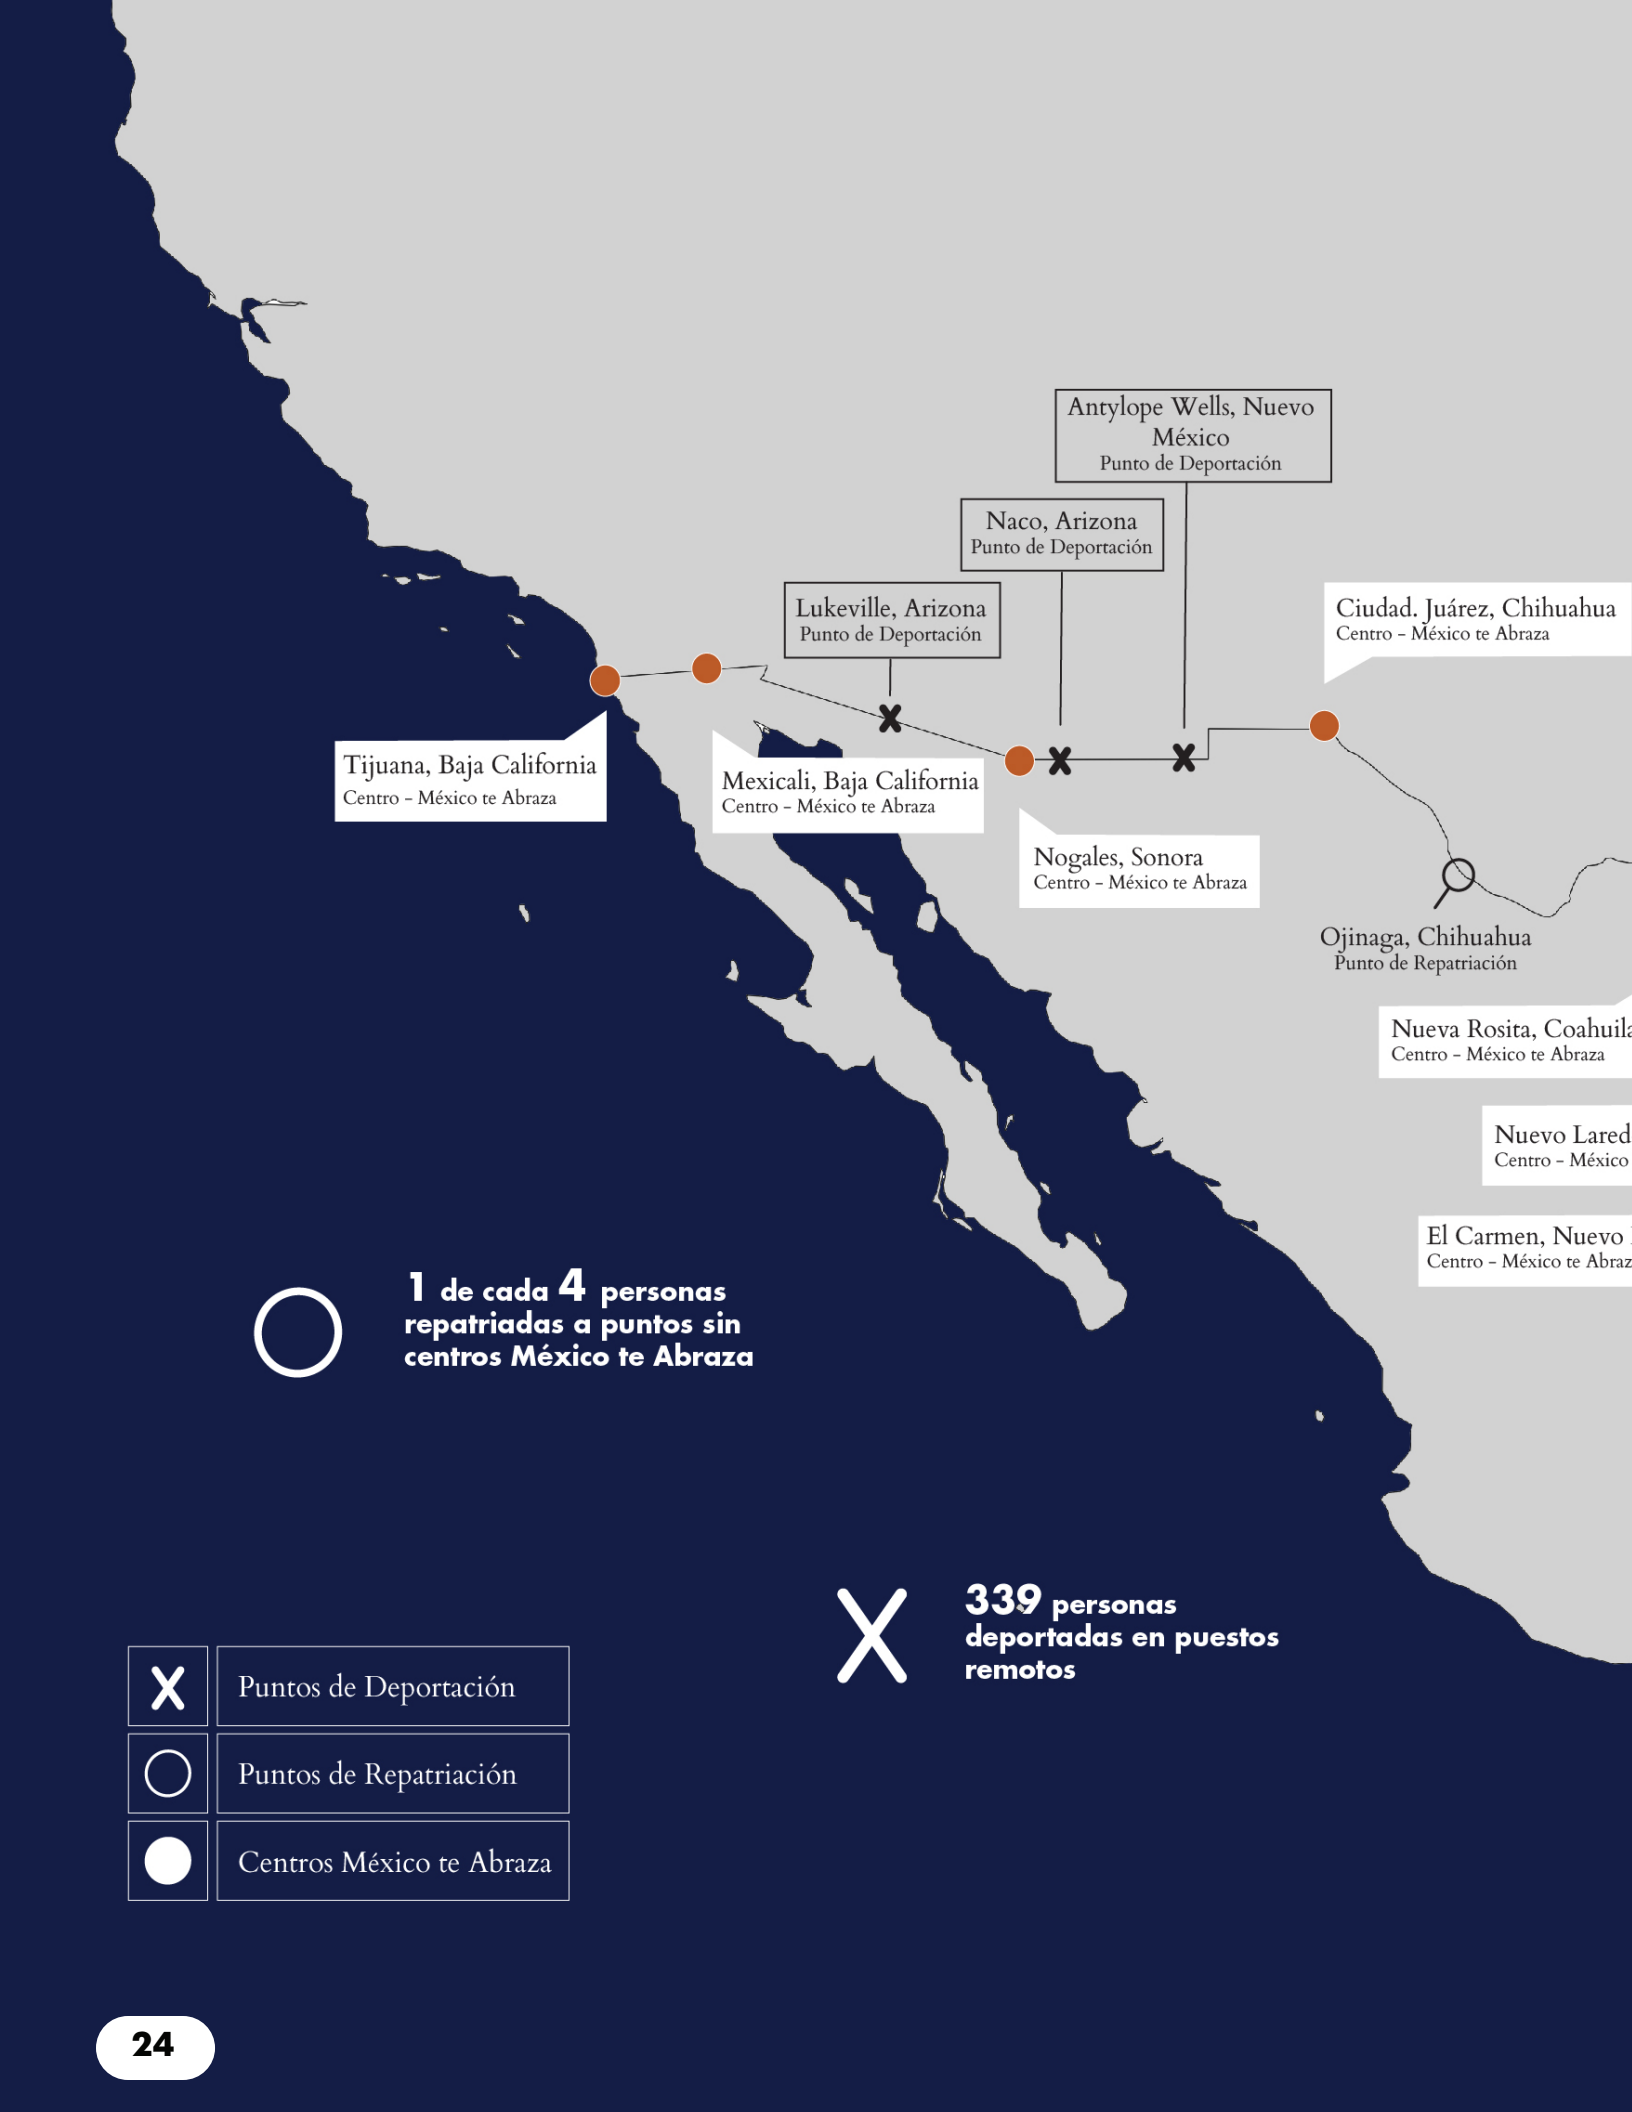 Antylope Wells, Nuevo
México
Punto de Deportación
Naco, Arizona
Punto de Deportación
Lukeville, Arizona
Punto de Deportación
Ciudad. Juárez, Chihuahua
Centro - México te Abraza
Tijuana, Baja California
Centro - México te Abraza
Mexicali, Baja California
Centro - México te Abraza
Nogales, Sonora
Centro - México te Abraza
Ojinaga, Chihuahua
Punto de Repatriación
Nueva Rosita, Coahuila
Centro - México te Abraza
Nuevo Lared
Centro - México
El Carmen, Nuevo
Centro - México te Abraz
1 de cada 4 personas
repatriadas a puntos sin
centros México te Abraza
339 personas
deportadas en puestos
remotos
X Puntos de Deportación
Puntos de Repatriación
Centros México te Abraza
24